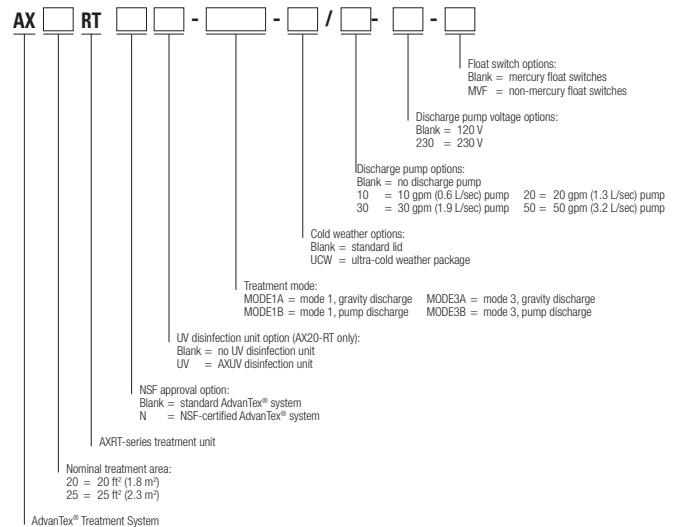 AX RT - - / - -
Float switch options:
Blank = mercury float switches
MVF = non-mercury float switches
Discharge pump voltage options:
Blank = 120 V
230 = 230 V
Discharge pump options:
Blank = no discharge pump
10 = 10 gpm (0.6 L/sec) pump 20 = 20 gpm (1.3 L/sec) pump
30 = 30 gpm (1.9 L/sec) pump 50 = 50 gpm (3.2 L/sec) pump
Cold weather options:
Blank = standard lid
UCW = ultra-cold weather package
Treatment mode:
MODE1A = mode 1, gravity discharge MODE3A = mode 3, gravity discharge
MODE1B = mode 1, pump discharge MODE3B = mode 3, pump discharge
UV disinfection unit option (AX20-RT only):
Blank = no UV disinfection unit
UV = AXUV disinfection unit
NSF approval option:
Blank = standard AdvanTex® system
N = NSF-certified AdvanTex® system
AXRT-series treatment unit
Nominal treatment area:
20 = 20 ft² (1.8 m²)
25 = 25 ft² (2.3 m²)
AdvanTex® Treatment System